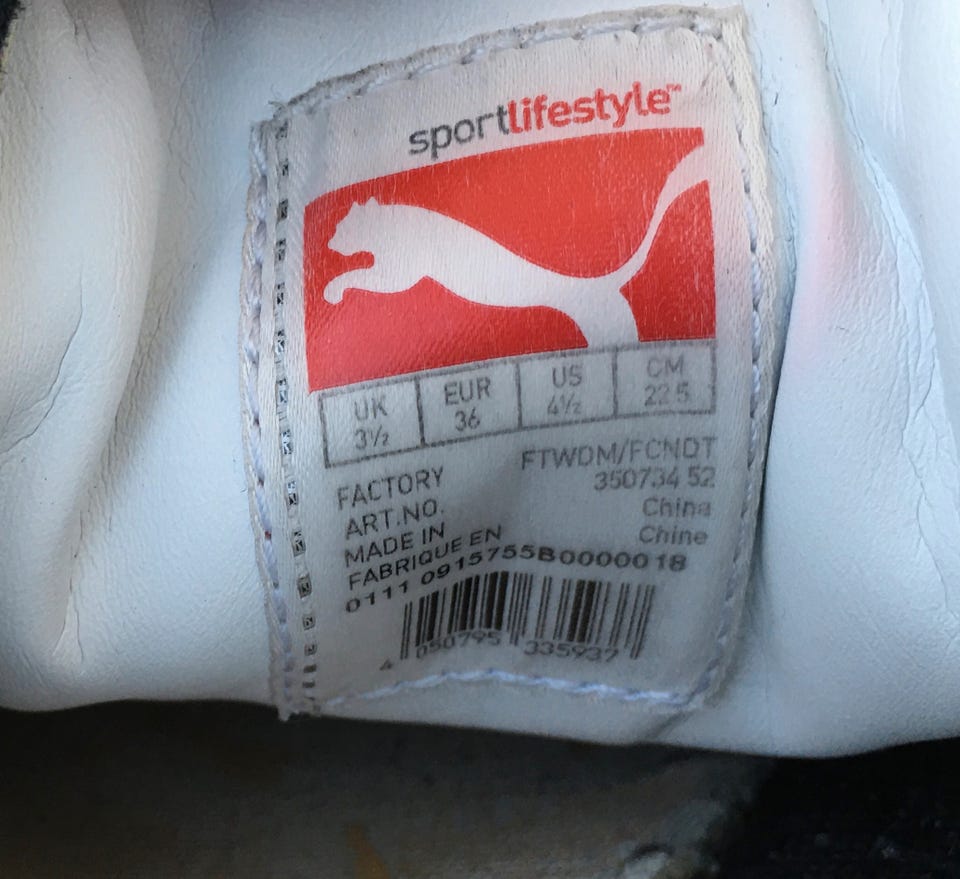 sportlifestyle™
UK EUR US CM
3½ 36 4½ 22.5
FACTORY FTWDM/FCNDT
ART.NO. 350734 52
MADE IN China
FABRIQUE EN Chine
0111 0915755B0000018
4 050795 335937